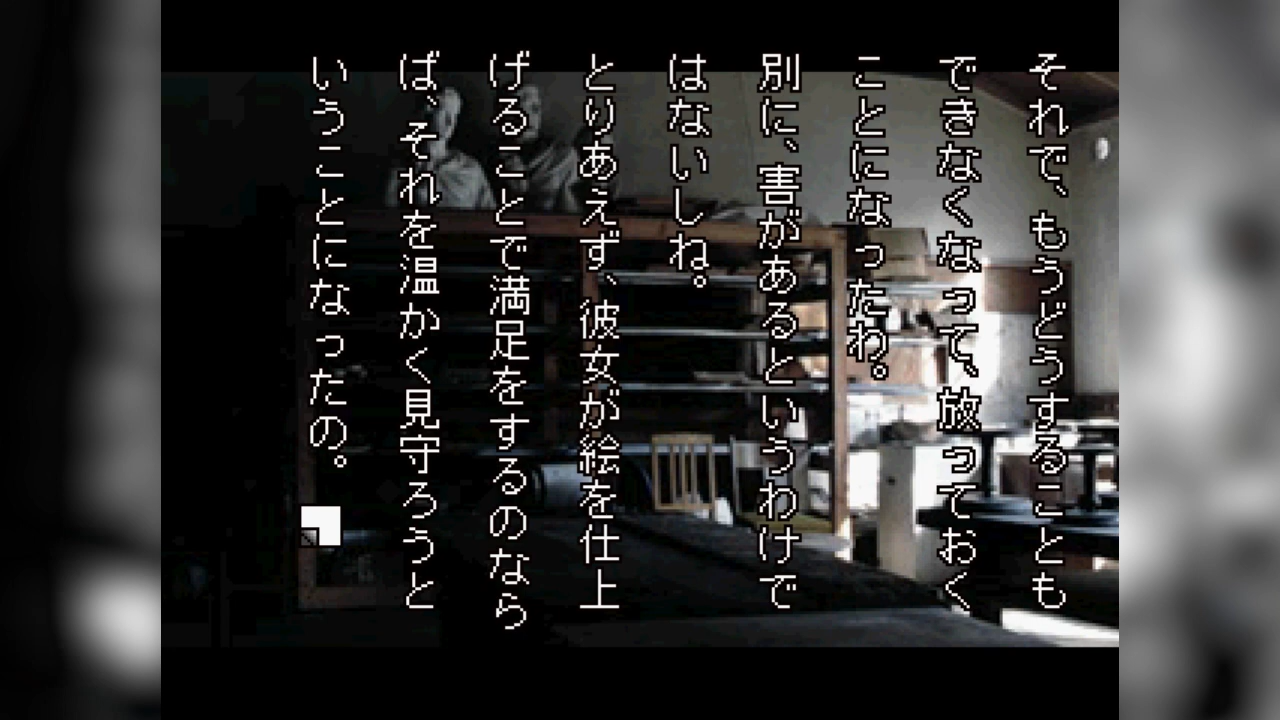 それで、もうどうすることも
できなくなって、放っておく
ことになったわ。
別に、害があるというわけで
はないしね。
とりあえず、彼女が絵を仕上
げることで満足をするのなら
ば、それを温かく見守ろうと
いうことになったの。